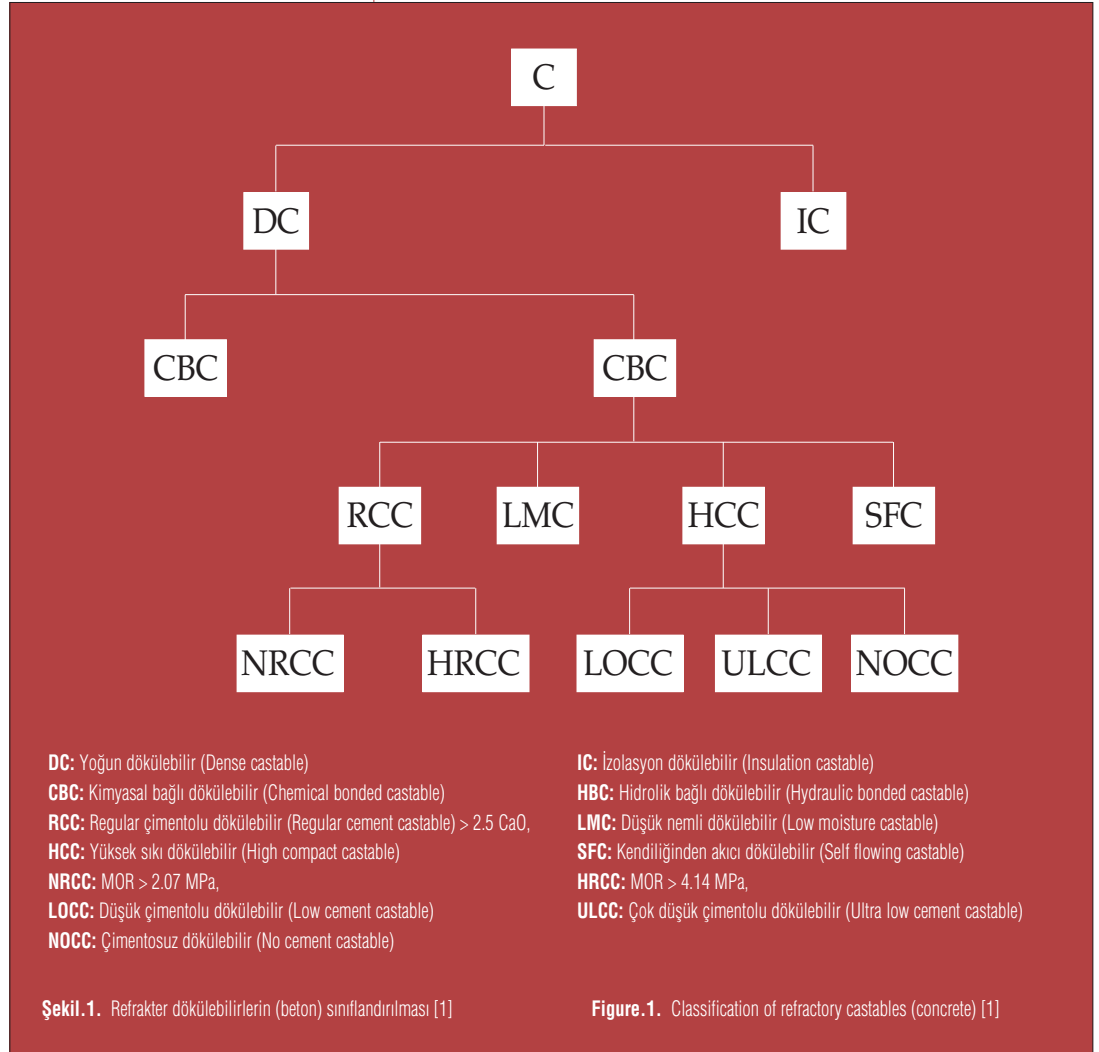 C
DC IC
CBC CBC
RCC LMC HCC SFC
NRCC HRCC LOCC ULCC NOCC
DC: Yoğun dökülebilir (Dense castable)
CBC: Kimyasal bağlı dökülebilir (Chemical bonded castable)
RCC: Regular çimentolu dökülebilir (Regular cement castable) > 2.5 CaO,
HCC: Yüksek sıkı dökülebilir (High compact castable)
NRCC: MOR > 2.07 MPa,
LOCC: Düşük çimentolu dökülebilir (Low cement castable)
NOCC: Çimentosuz dökülebilir (No cement castable)
IC: İzolasyon dökülebilir (Insulation castable)
HBC: Hidrolik bağlı dökülebilir (Hydraulic bonded castable)
LMC: Düşük nemli dökülebilir (Low moisture castable)
SFC: Kendiliğinden akıcı dökülebilir (Self flowing castable)
HRCC: MOR > 4.14 MPa,
ULCC: Çok düşük çimentolu dökülebilir (Ultra low cement castable)
Şekil.1. Refrakter dökülebilirlerin (beton) sınıflandırılması [1]
Figure.1. Classification of refractory castables (concrete) [1]